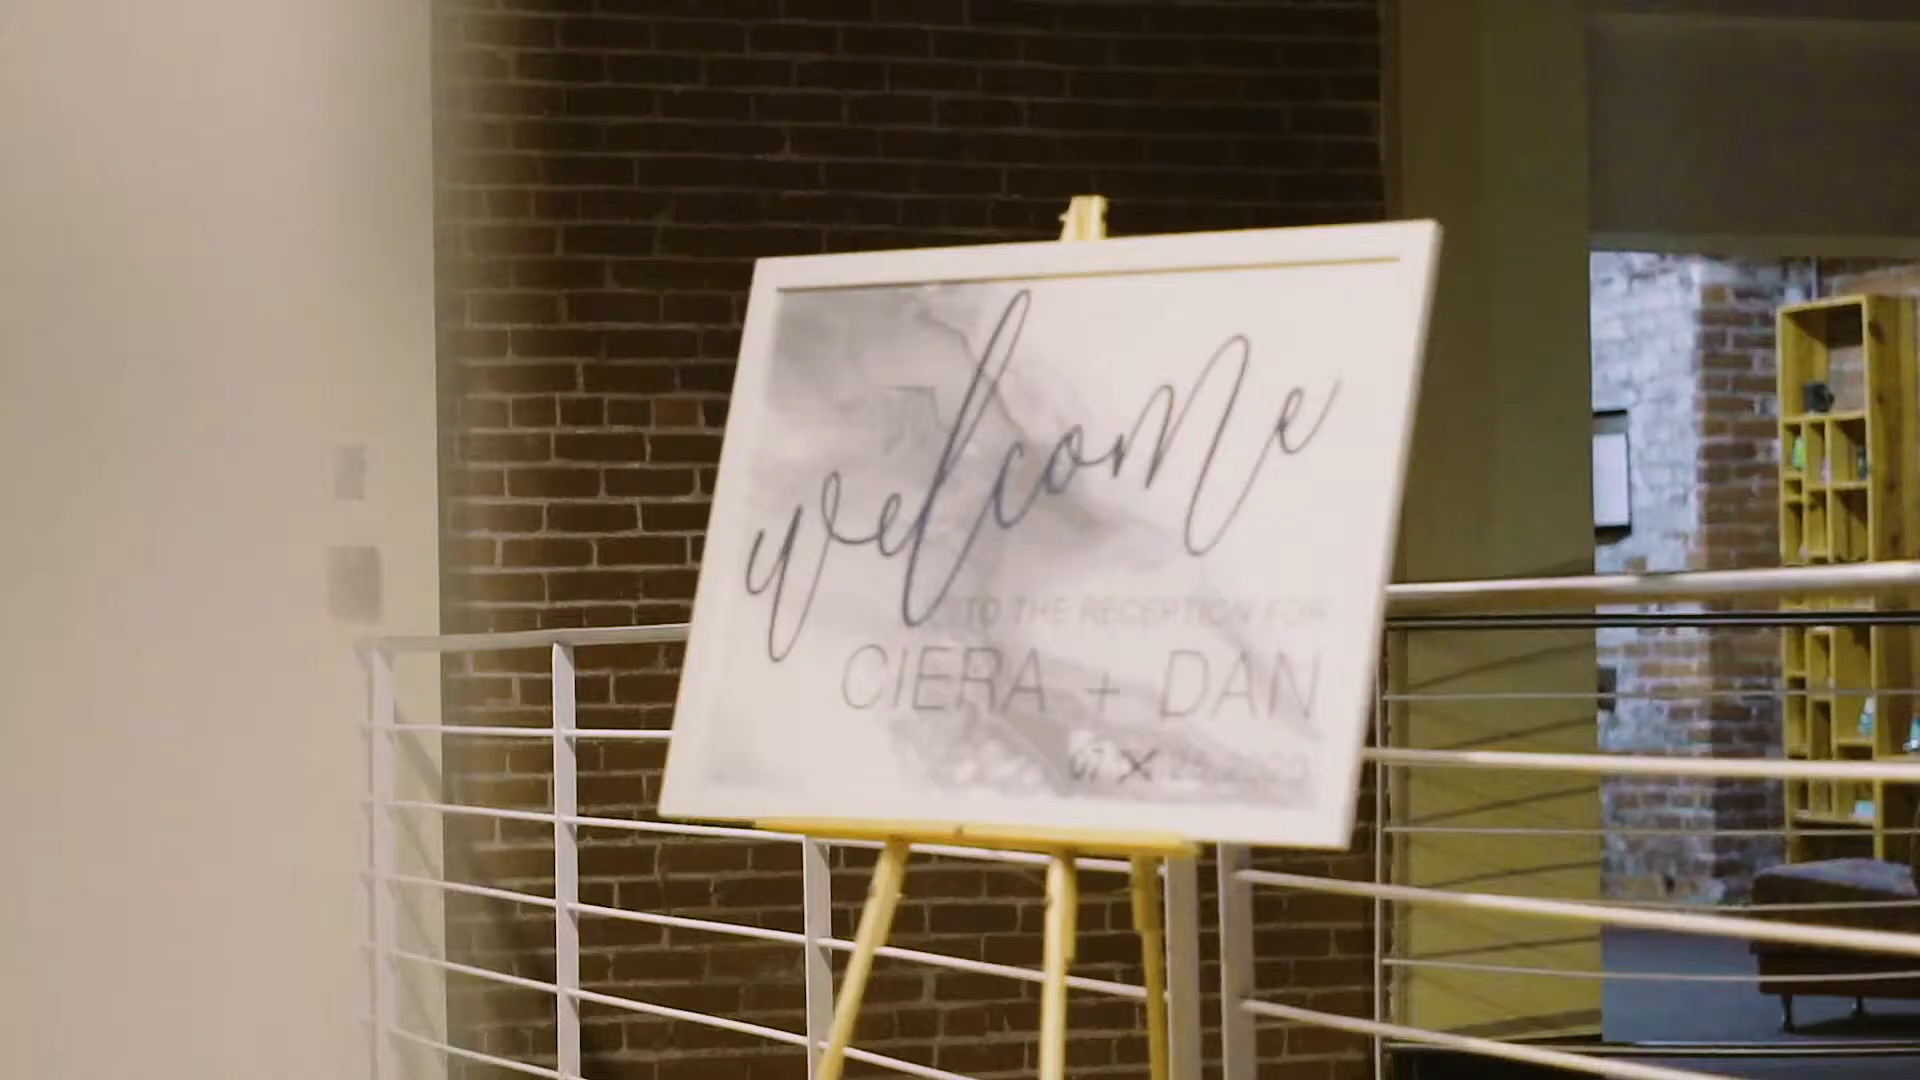 welcome
TO THE RECEPTION FOR
CIERA + DAN